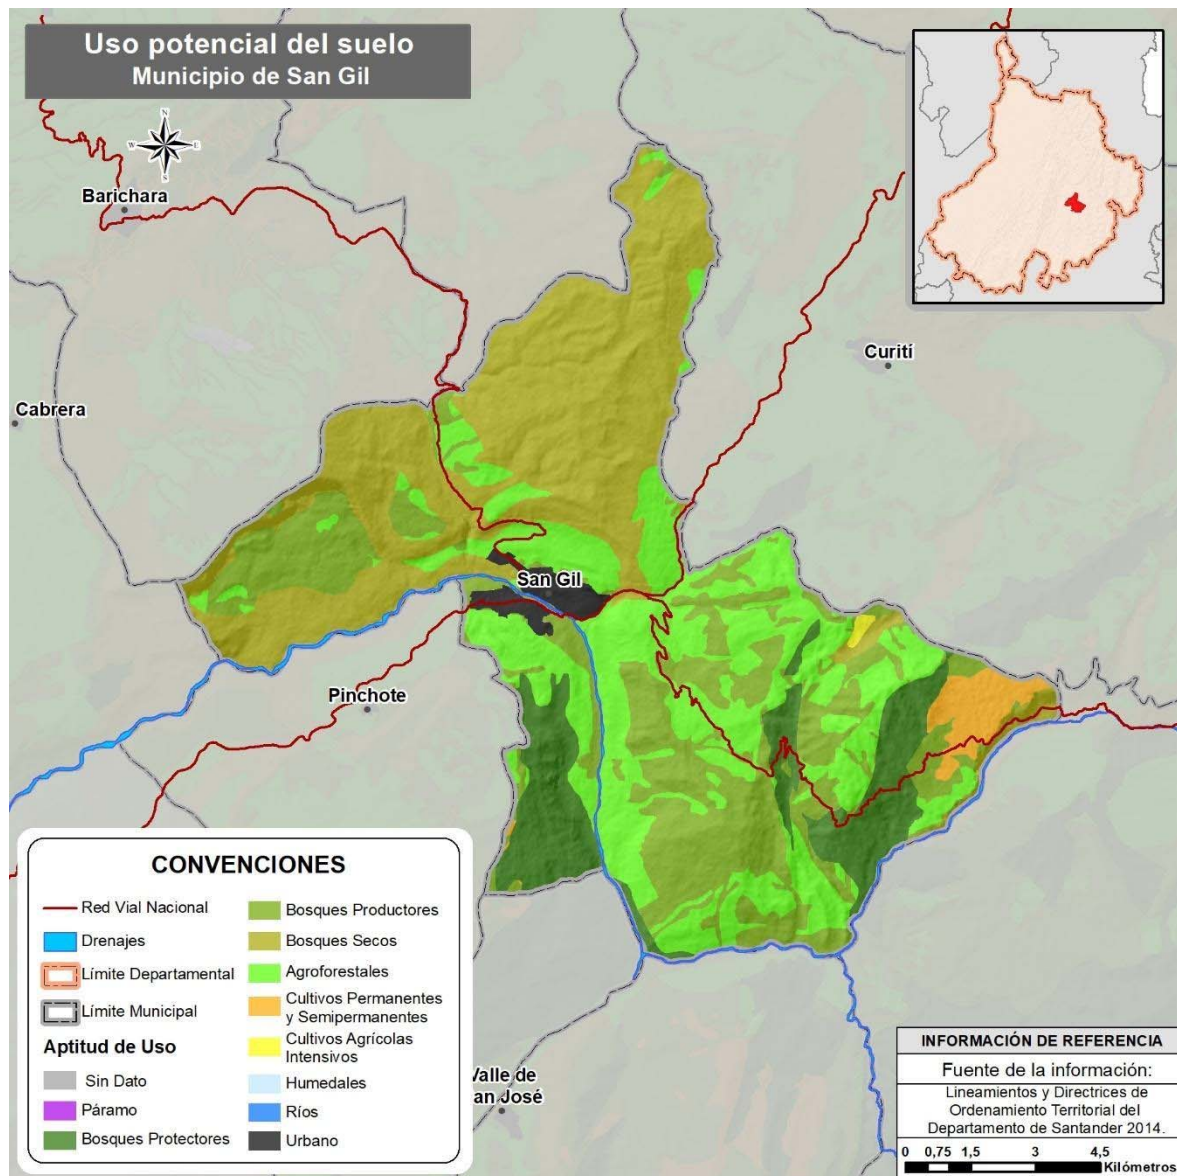 Uso potencial del suelo
Municipio de San Gil
N
W
E
S
Barichara
Curití
Cabrera
San Gil
Pinchote
Valle de
San José
CONVENCIONES
Red Vial Nacional
Drenajes
Límite Departamental
Límite Municipal
Aptitud de Uso
Sin Dato
Páramo
Bosques Protectores
Bosques Productores
Bosques Secos
Agroforestales
Cultivos Permanentes
y Semipermanentes
Cultivos Agrícolas
Intensivos
Humedales
Ríos
Urbano
INFORMACIÓN DE REFERENCIA
Fuente de la información:
Lineamientos y Directrices de
Ordenamiento Territorial del
Departamento de Santander 2014.
0 0,75 1,5 3 4,5
Kilómetros